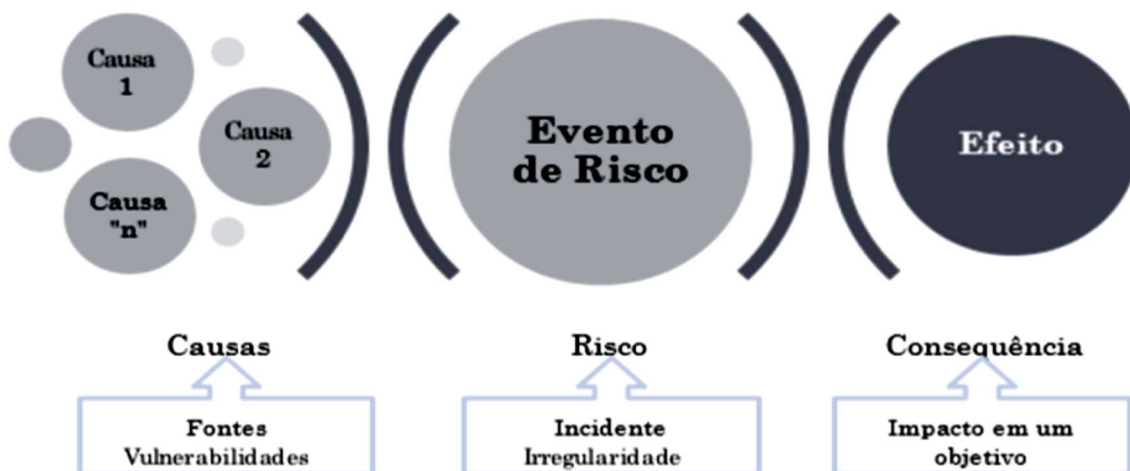 Causa
1
Causa
2
Causa
"n"
Evento
de Risco
Efeito
Causas
Risco
Consequência
Fontes
Vulnerabilidades
Incidente
Irregularidade
Impacto em um
objetivo